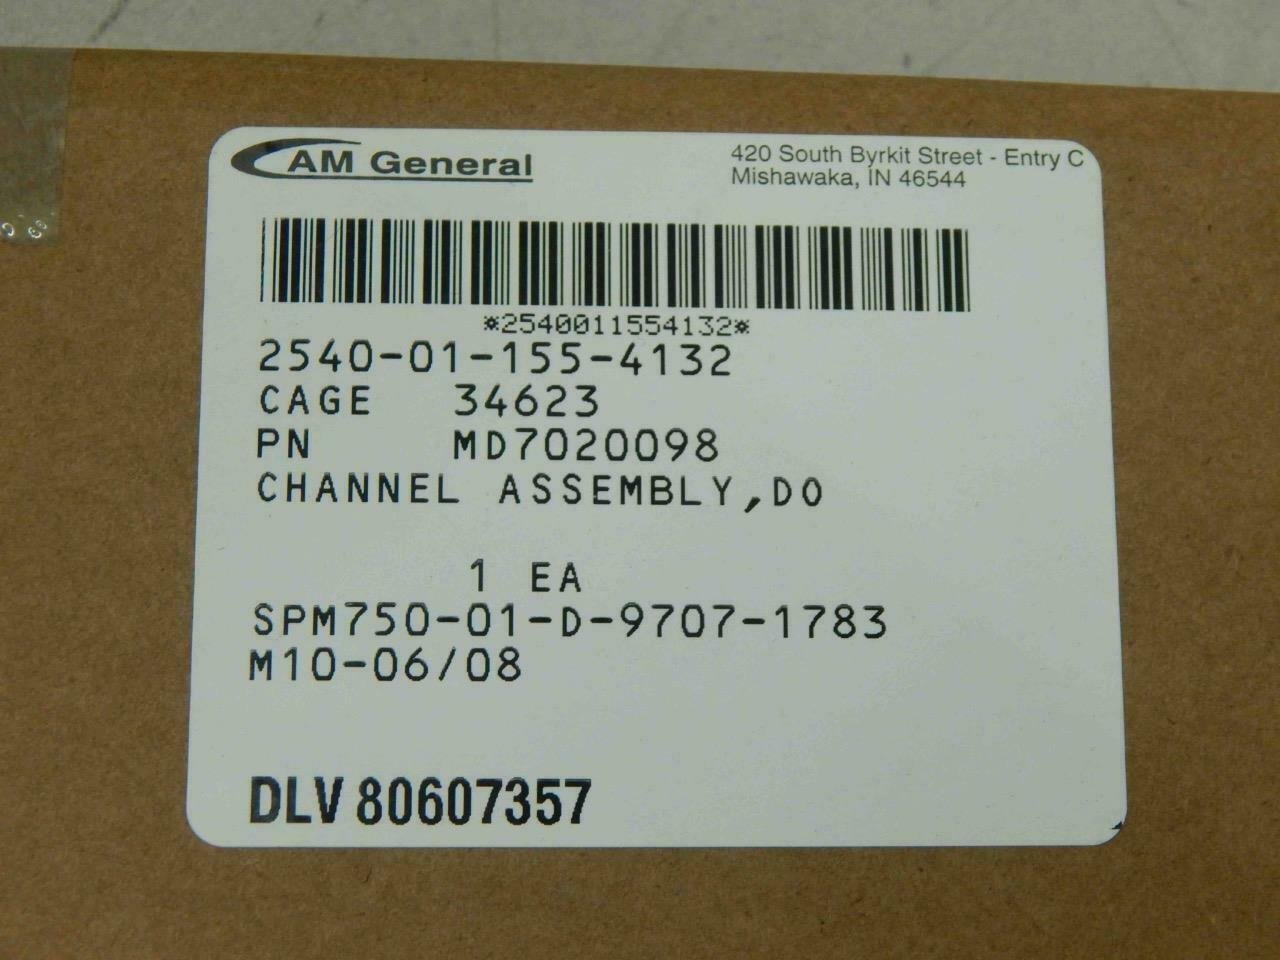 AM General
420 South Byrkit Street - Entry C
Mishawaka, IN 46544
*2540011554132*
2540-01-155-4132
CAGE 34623
PN MD7020098
CHANNEL ASSEMBLY,DO
1 EA
SPM750-01-D-9707-1783
M10-06/08
DLV 80607357